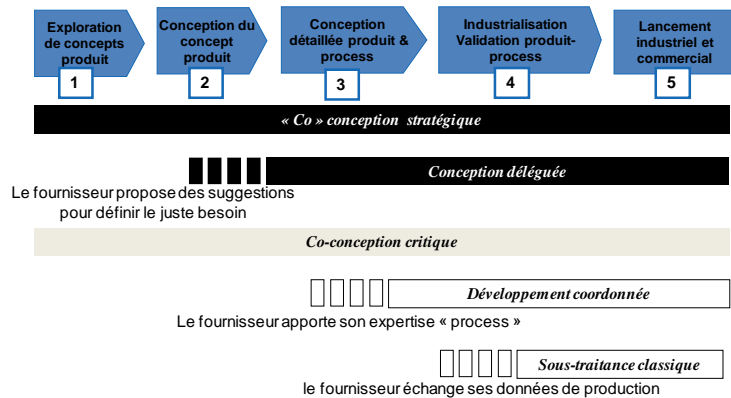 Exploration
de concepts
produit
1
Conception du
concept
produit
2
Conception
détaillée produit &
process
3
Industrialisation
Validation produit-
process
4
Lancement
industriel et
commercial
5
« Co » conception stratégique
Conception déléguée
Le fournisseur propose des suggestions
pour définir le juste besoin
Co-conception critique
Développement coordonnée
Le fournisseur apporte son expertise « process »
Sous-traitance classique
le fournisseur échange ses données de production